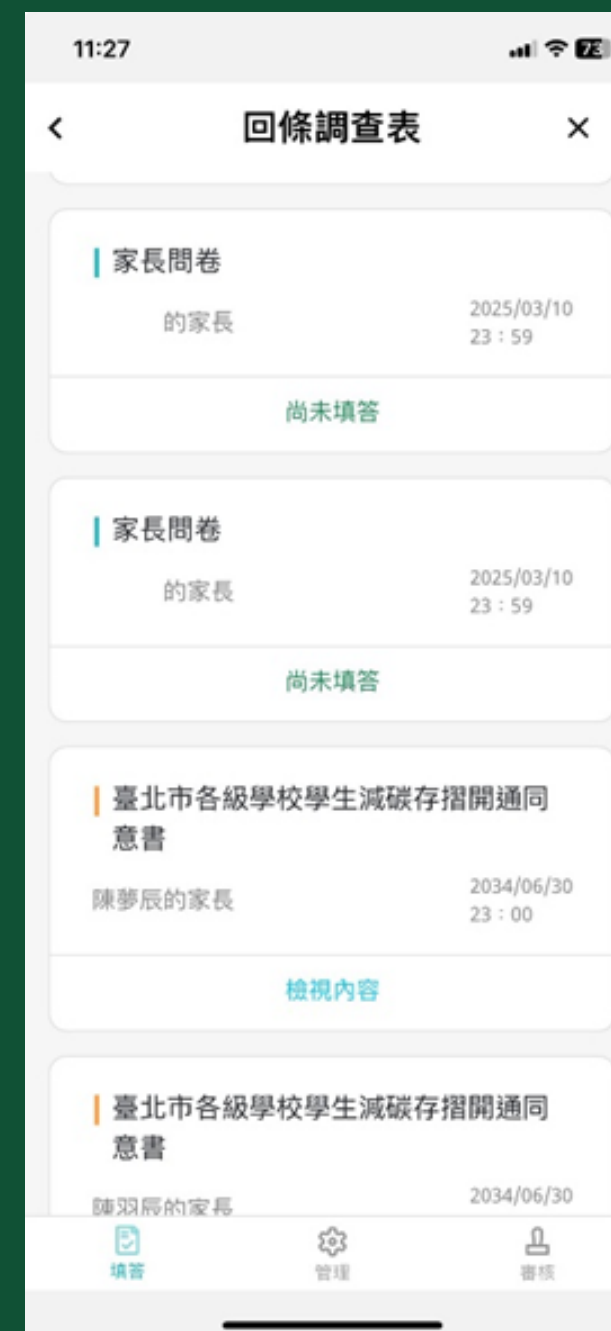 11:27
73
回條調查表
家長問卷
的家長
2025/03/10
23：59
尚未填答
家長問卷
的家長
2025/03/10
23：59
尚未填答
臺北市各級學校學生減碳存摺開通同
意書
陳夢辰的家長
2034/06/30
23：00
檢視內容
臺北市各級學校學生減碳存摺開通同
意書
陳羽辰的家長
2034/06/30
填答
管理
審核